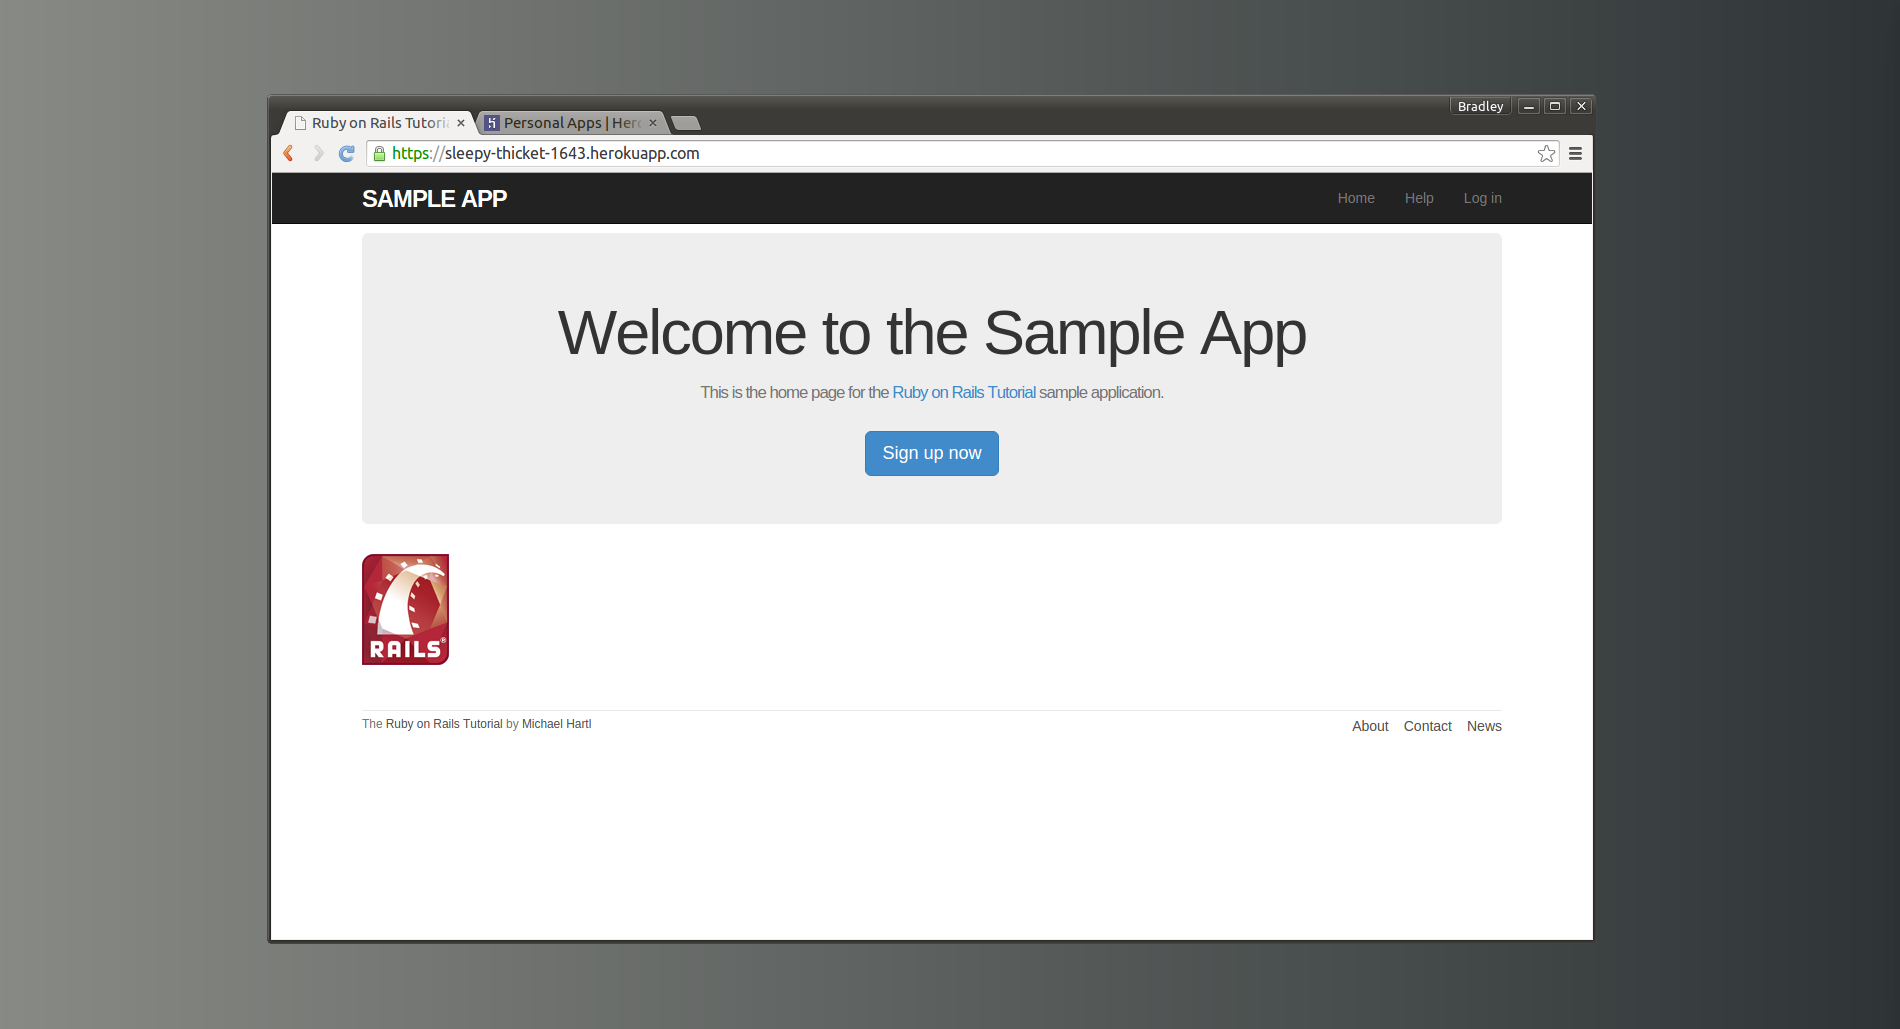 Bradley
Ruby on Rails Tutori
Personal Apps | Her
https://sleepy-thicket-1643.herokuapp.com
SAMPLE APP
Home Help Log in
Welcome to the Sample App
This is the home page for the Ruby on Rails Tutorial sample application.
Sign up now
RAILS®
The Ruby on Rails Tutorial by Michael Hartl
About Contact News